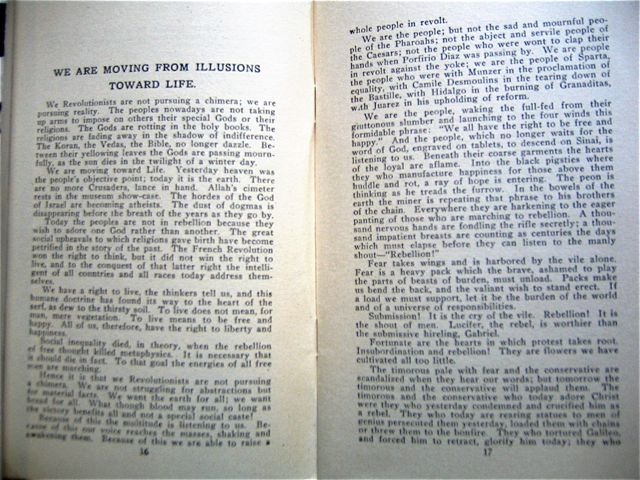 WE ARE MOVING FROM ILLUSIONS
TOWARD LIFE.
We Revolutionists are not pursuing a chimera; we are
pursuing reality. The peoples nowadays are not taking
up arms to impose on others their special Gods or their
religions. The Gods are rotting in the holy books. The
religions are fading away in the shadow of indifference.
The Koran, the Vedas, the Bible, no longer dazzle. Be-
tween their yellowing leaves the Gods are passing mourn-
fully, as the sun dies in the twilight of a winter day.
We are moving toward Life. Yesterday heaven was
the people's objective point; today it is the earth. There
are no more Crusaders, lance in hand. Allah's cimeter
rests in the museum show-case. The hordes of the God
of Israel are becoming atheists. The dust of dogmas is
disappearing before the breath of the years as they go by.
Today the peoples are not in rebellion because they
wish to adore one God rather than another. The great
social upheavals to which religions gave birth have become
petrified in the story of the past. The French Revolution
won the right to think, but it did not win the right to
live, and to the conquest of that latter right the intelli-
gent of all countries and all races today address them-
selves.
We have a right to live, the thinkers tell us, and this
humane doctrine has found its way to the heart of the
serf, as dew to the thirsty soil. To live does not mean, for
man, mere vegetation. To live means to be free and
happy. All of us, therefore, have the right to liberty and
happiness.
Social inequality died, in theory, when the rebellion
of free thought killed metaphysics. It is necessary that
it should die in fact. To that goal the energies of all free
men are marching.
Hence it is that we Revolutionists are not pursuing
a chimera. We are not struggling for abstractions but
for material facts. We want the earth for all; we want
bread for all. What though blood may run, so long as
the victory benefits all and not a special social caste!
Because of this the multitude is listening to us. Be-
cause of this our voice reaches the masses, shaking and
awakening them. Because of this we are able to raise a
16
whole people in revolt.
We are the people; but not the sad and mournful peo-
ple of the Pharoahs; not the abject and servile people of
the Caesars; not the people who were wont to clap their
hands when Porfirio Diaz was passing by. We are people
in revolt against the yoke; we are the people of Sparta,
the people who were with Munzer in the proclamation of
equality, with Camile Desmoulins in the tearing down of
the Bastille, with Hidalgo in the burning of Granaditas,
with Juarez in his upholding of reform.
We are the people, waking the full-fed from their
gluttonous slumber and launching to the four winds this
formidable phrase: "We all have the right to be free and
happy." And the people, which no longer waits for the
word of God, engraved on tablets, to descend on Sinai, is
listening to us. Beneath their coarse garments the hearts
of the loyal are aflame. Into the black pigsties where
they who manufacture happiness for those above them
huddle and rot, a ray of hope is entering. The peon is
thinking as he treads the furrow. In the bowels of the
earth the miner is repeating that phrase to his brothers
of the chain. Everywhere they are harkening to the eager
panting of those who are marching to rebellion. A thou-
sand nervous hands are fondling the rifle secretly; a thou-
sand impatient breasts are counting as centuries the days
which must elapse before they can listen to the manly
shout—"Rebellion!"
Fear takes wings and is harbored by the vile alone.
Fear is a heavy pack which the brave, ashamed to play
the parts of beasts of burden, must unload. Packs make
us bend the back, and the valiant wish to stand erect. If
a load we must support, let it be the burden of the world
and of a universe of responsibilities.
Submission! It is the cry of the vile. Rebellion! It
is the shout of men. Lucifer, the rebel, is worthier than
the submissive hireling, Gabriel.
Fortunate are the hearts in which protest takes root.
Insubordination and rebellion! They are flowers we have
cultivated all too little.
The timorous pale with fear and the conservative are
scandalized when they hear our words; but tomorrow the
timorous and the conservative will applaud them. The
timorous and the conservative who today adore Christ
were they who yesterday condemned and crucified him as
a rebel. They who today are rearing statues to men of
genius persecuted them yesterday, loaded them with chains
or threw them to the bonfire. They who tortured Galileo,
and forced him to retract, glorify him today; they who
17